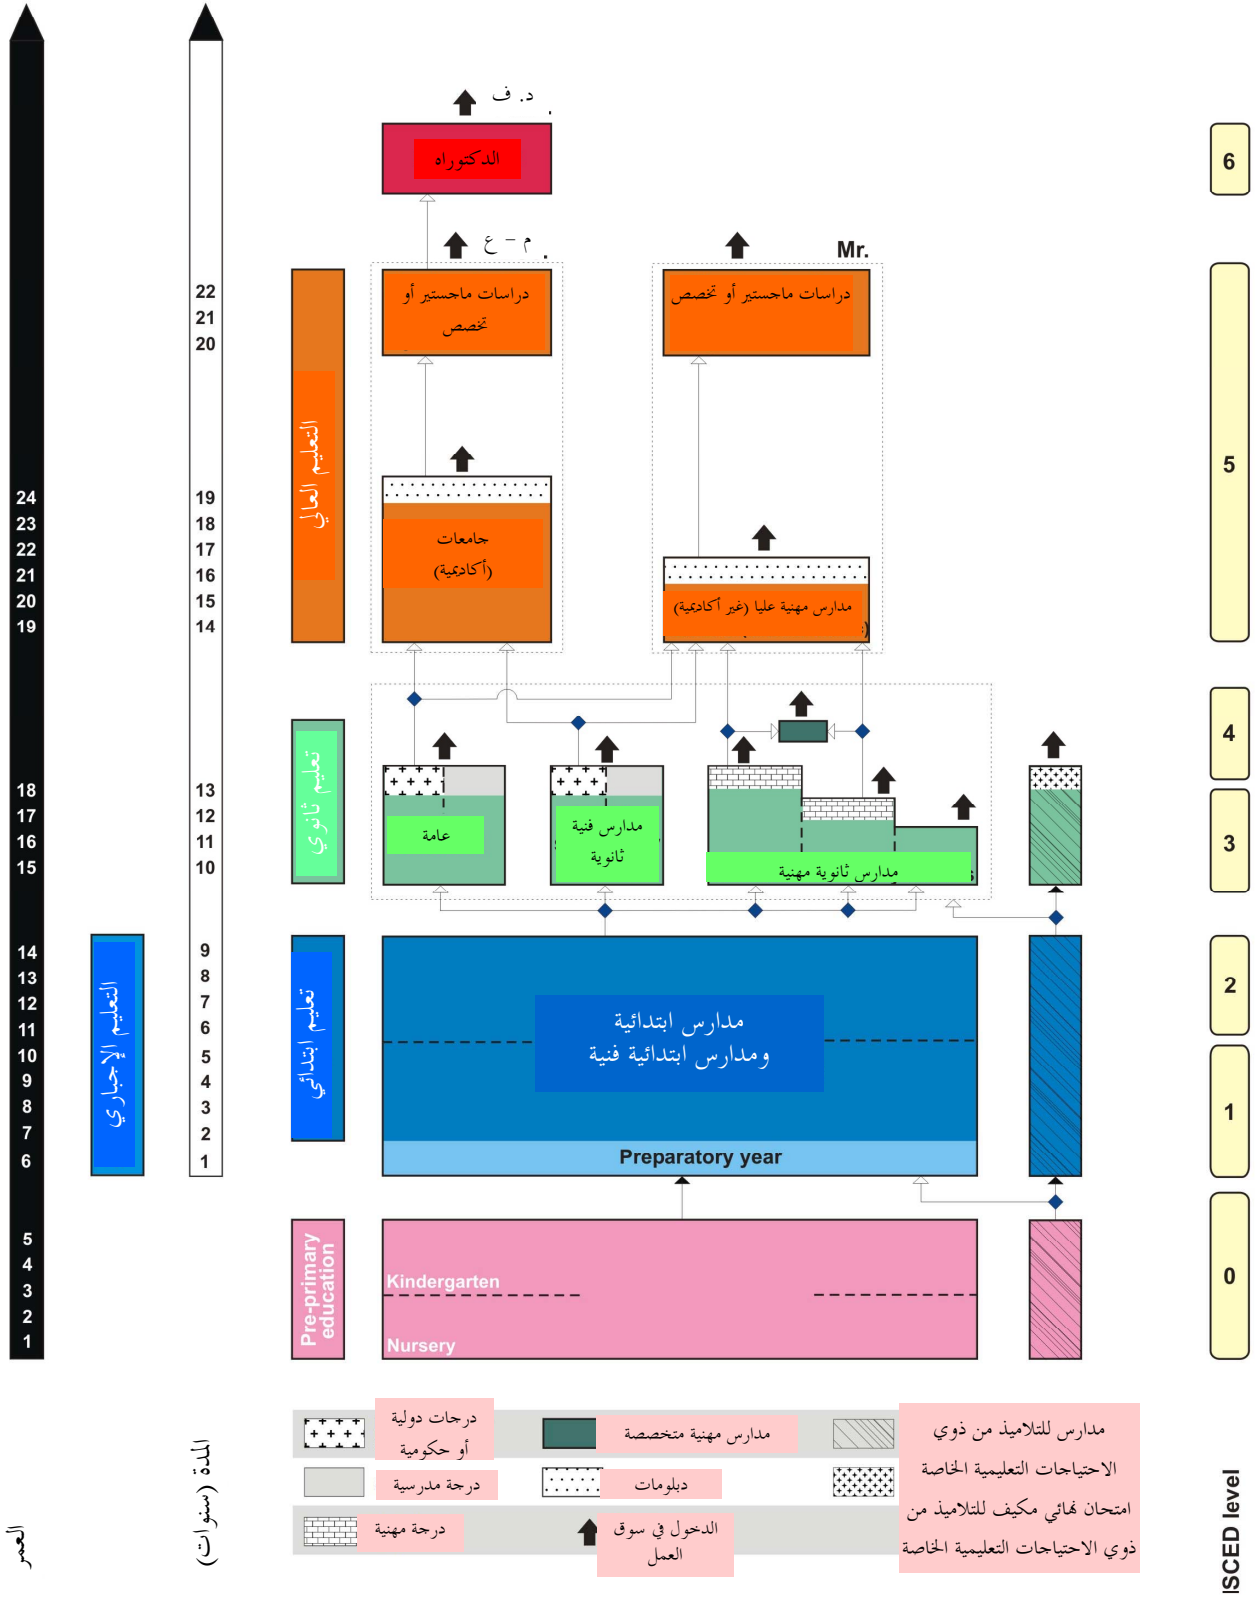 د. ف .
الدكتوراه
6
م - ع .
Mr.
دراسات ماجستير أو
تخصص
دراسات ماجستير أو تخصص
22
21
20
التعليم العالي
5
24
23
22
21
20
19
19
18
17
16
15
14
جامعات
(أكاديمية)
مدارس مهنية عليا (غير أكاديمية)
4
تعليم ثانوي
18
17
16
15
13
12
11
10
عامة
مدارس فنية
ثانوية
مدارس ثانوية مهنية
3
التعليم الإجباري
تعليم ابتدائي
14
13
12
11
10
9
8
7
6
9
8
7
6
5
4
3
2
1
مدارس ابتدائية
ومدارس ابتدائية فنية
Preparatory year
2
1
5
4
3
2
1
Pre-primary
education
Kindergarten
Nursery
0
العمر
المدة (سنوات)
ISCED level
درجات دولية
أو حكومية
درجة مدرسية
درجة مهنية
مدارس مهنية متخصصة
دبلومات
الدخول في سوق
العمل
مدارس للتلاميذ من ذوي
الاحتياجات التعليمية الخاصة
امتحان نهائي مكيف للتلاميذ من
ذوي الاحتياجات التعليمية الخاصة